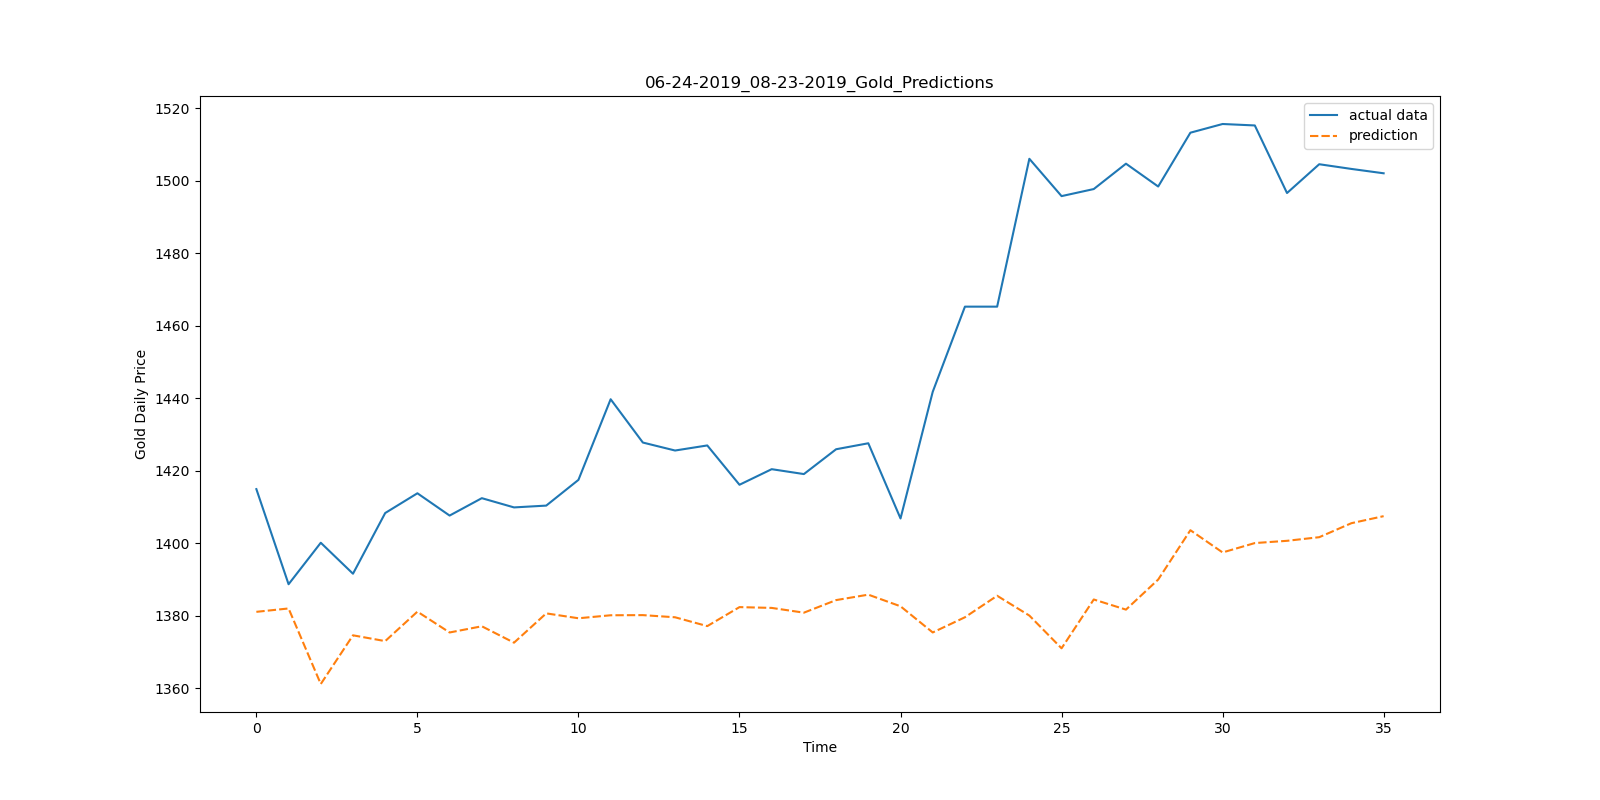 06-24-2019_08-23-2019_Gold_Predictions
actual data
prediction
1520
1500
1480
1460
1440
1420
1400
1380
1360
Gold Daily Price
0 5 10 15 20 25 30 35
Time